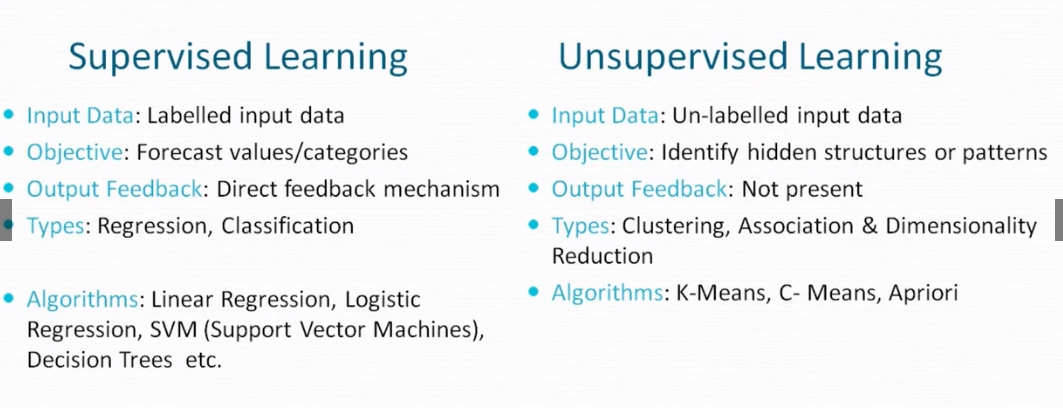 Supervised Learning
Input Data: Labelled input data
Objective: Forecast values/categories
Output Feedback: Direct feedback mechanism
Types: Regression, Classification
Algorithms: Linear Regression, Logistic
Regression, SVM (Support Vector Machines),
Decision Trees etc.
Unsupervised Learning
Input Data: Un-labelled input data
Objective: Identify hidden structures or patterns
Output Feedback: Not present
Types: Clustering, Association & Dimensionality
Reduction
Algorithms: K-Means, C- Means, Apriori